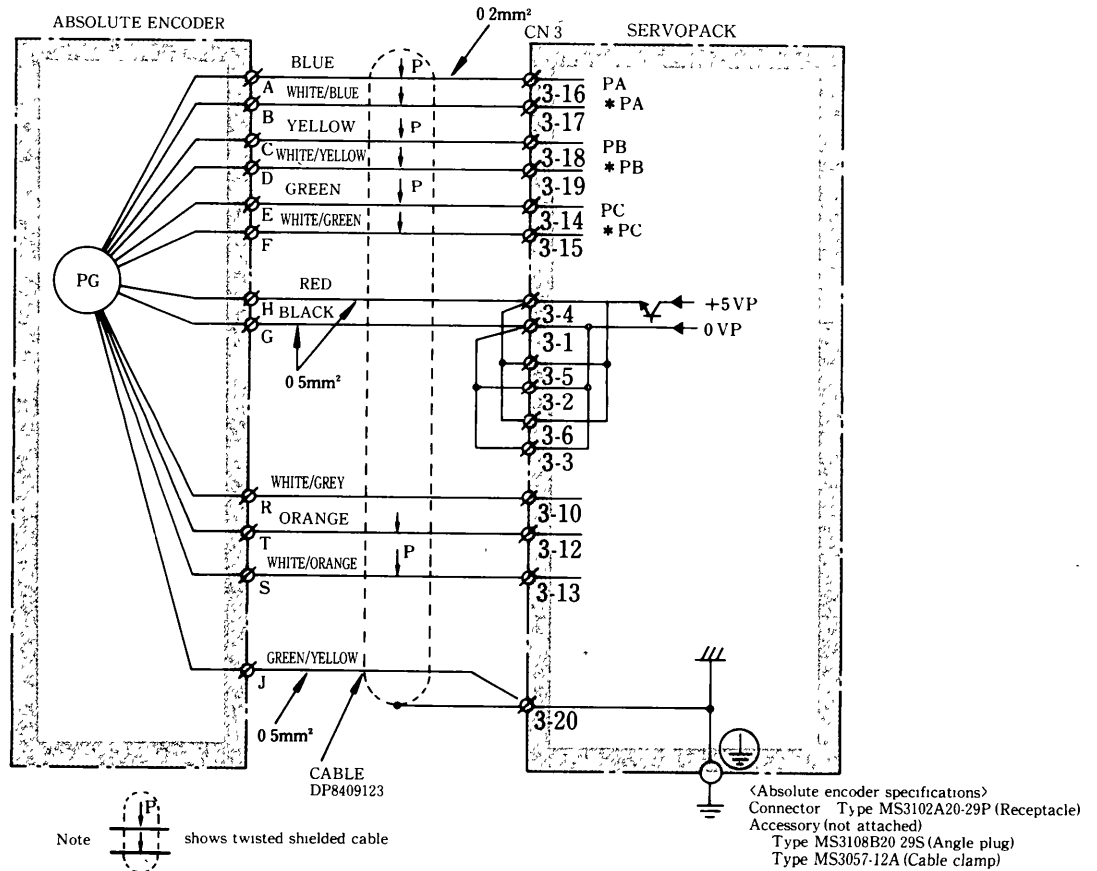 ABSOLUTE ENCODER
0 2mm²
CN 3
SERVOPACK
BLUE
P
A
3-16
PA
WHITE/BLUE
*PA
B
3-17
YELLOW
P
C
3-18
PB
WHITE/YELLOW
*PB
D
3-19
GREEN
P
E
3-14
PC
WHITE/GREEN
*PC
F
3-15
PG
RED
+5VP
H
3-4
BLACK
0VP
G
3-1
0 5mm²
3-5
3-2
3-6
3-3
WHITE/GREY
R
3-10
ORANGE
T
3-12
WHITE/ORANGE
P
S
3-13
GREEN/YELLOW
J
3-20
0 5mm²
CABLE
DP8409123
<Absolute encoder specifications>
Connector Type MS3102A20-29P (Receptacle)
Accessory (not attached)
Type MS3108B20 29S (Angle plug)
Type MS3057-12A (Cable clamp)
P
Note shows twisted shielded cable